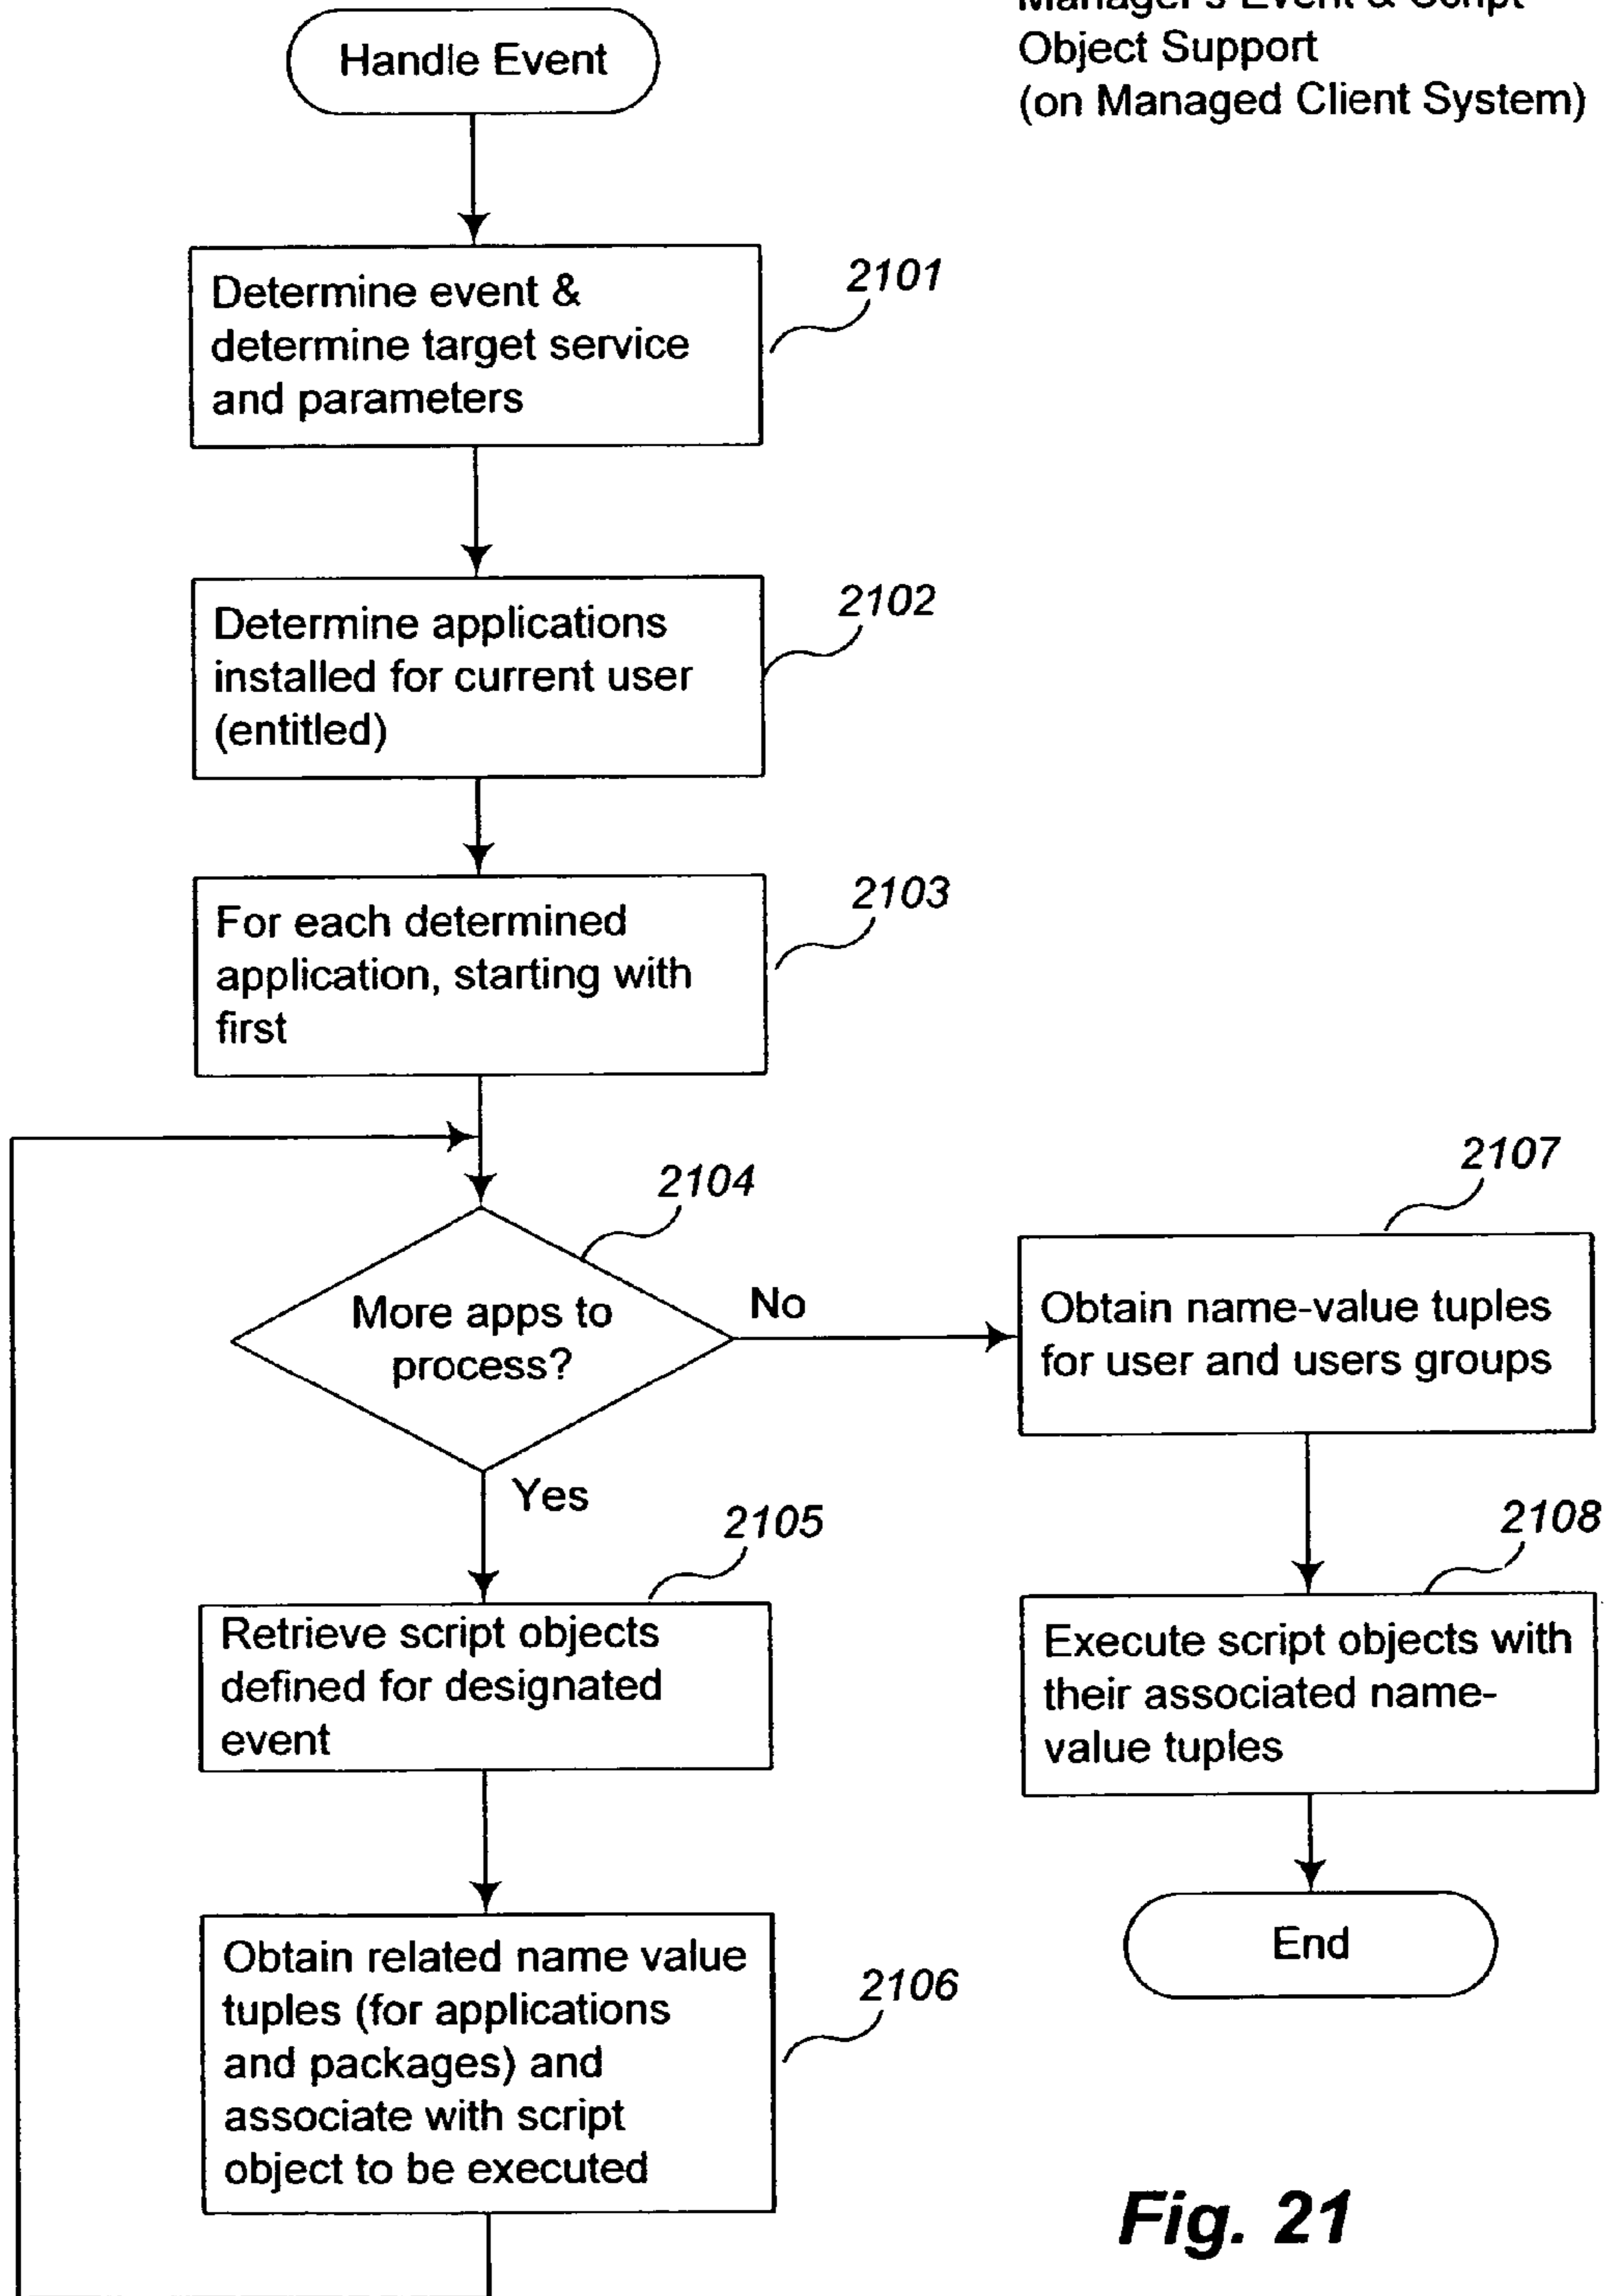 Manager's Event & Script
Object Support
(on Managed Client System)
Handle Event
2101
Determine event &
determine target service
and parameters
2102
Determine applications
installed for current user
(entitled)
2103
For each determined
application, starting with
first
2104
More apps to
process?
No
Yes
2107
Obtain name-value tuples
for user and users groups
2105
Retrieve script objects
defined for designated
event
2108
Execute script objects with
their associated name-
value tuples
2106
Obtain related name value
tuples (for applications
and packages) and
associate with script
object to be executed
End
Fig. 21